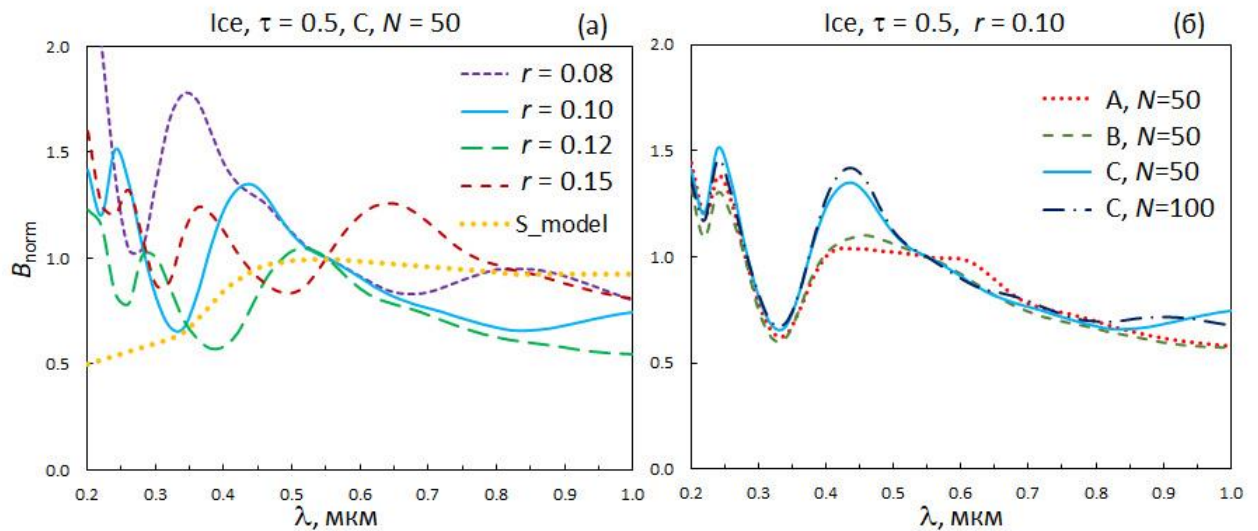 Ice, τ = 0.5, C, N = 50
(а)
2.0
1.5
1.0
0.5
0.0
B norm
r = 0.08
r = 0.10
r = 0.12
r = 0.15
S_model
0.2 0.3 0.4 0.5 0.6 0.7 0.8 0.9 1.0
λ, мкм
Ice, τ = 0.5, r = 0.10
(б)
2.0
1.5
1.0
0.5
0.0
A, N=50
B, N=50
C, N=50
C, N=100
0.2 0.3 0.4 0.5 0.6 0.7 0.8 0.9 1.0
λ, мкм